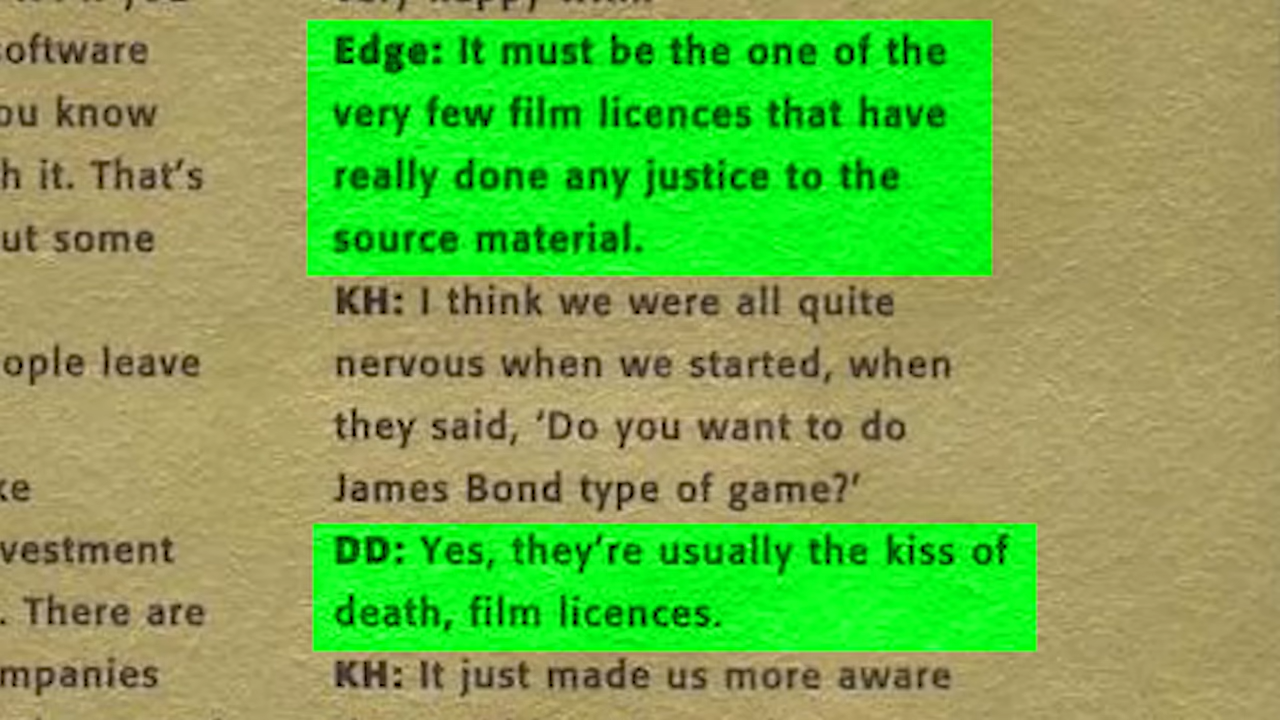 software
ou know
h it. That's
ut some
ople leave
ke
vestment
. There are
mpanies
very happy with.
Edge: It must be the one of the
very few film licences that have
really done any justice to the
source material.
KH: I think we were all quite
nervous when we started, when
they said, ‘Do you want to do
James Bond type of game?’
DD: Yes, they’re usually the kiss of
death, film licences.
KH: It just made us more aware